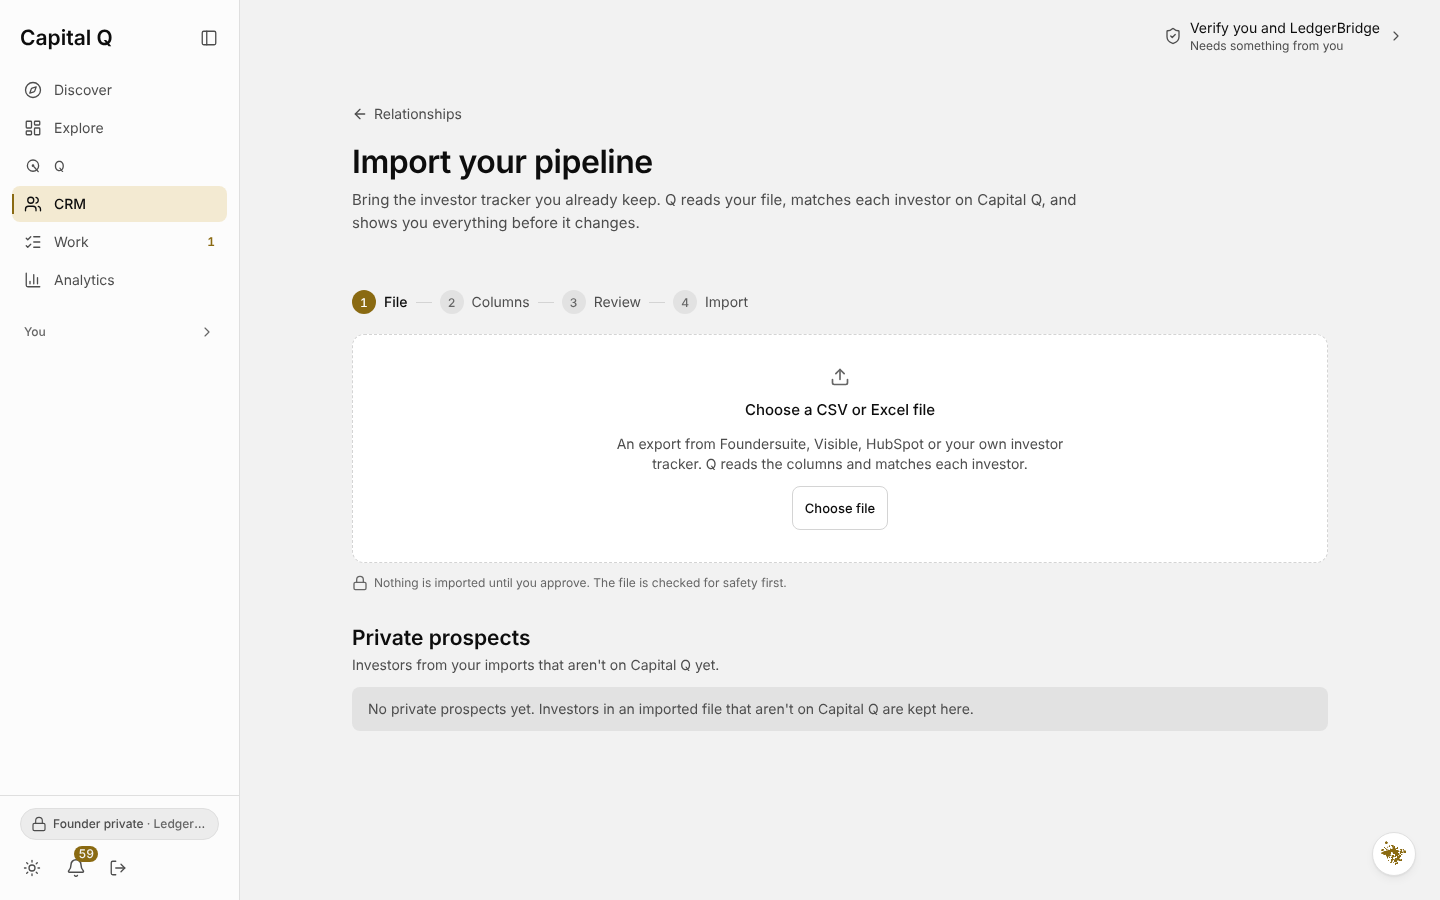 Capital Q
Discover
Explore
Q
CRM
Work 1
Analytics
You
Founder private · Ledger...
59
Verify you and LedgerBridge
Needs something from you
Relationships
Import your pipeline
Bring the investor tracker you already keep. Q reads your file, matches each investor on Capital Q, and
shows you everything before it changes.
1 File 2 Columns 3 Review 4 Import
Choose a CSV or Excel file
An export from Foundersuite, Visible, HubSpot or your own investor
tracker. Q reads the columns and matches each investor.
Choose file
Nothing is imported until you approve. The file is checked for safety first.
Private prospects
Investors from your imports that aren't on Capital Q yet.
No private prospects yet. Investors in an imported file that aren't on Capital Q are kept here.